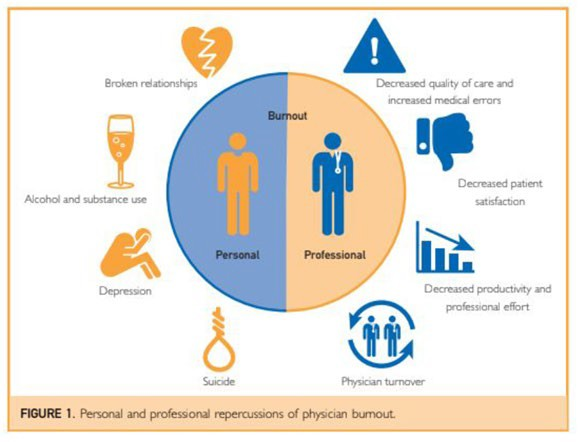 Broken relationships
Decreased quality of care and
increased medical errors
Burnout
Alcohol and substance use
Decreased patient
satisfaction
Personal
Professional
Depression
Decreased productivity and
professional effort
Suicide
Physician turnover
FIGURE 1. Personal and professional repercussions of physician burnout.